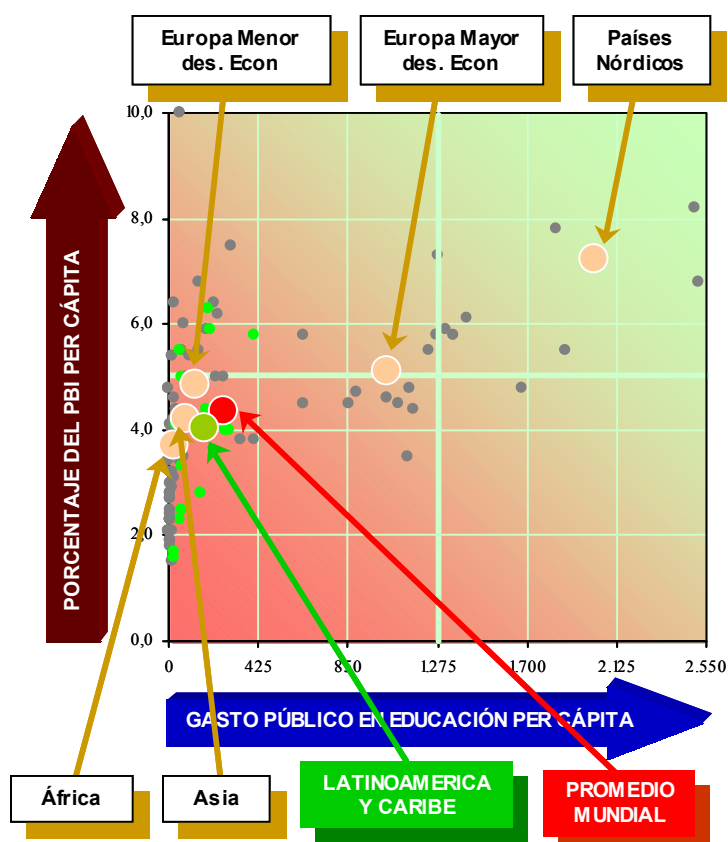 Europa Menor
des. Econ
Europa Mayor
des. Econ
Países
Nórdicos
PORCENTAJE DEL PBI PER CÁPITA
10,0
8,0
6,0
4,0
2,0
0,0
0
425
850
1.275
1.700
2.125
2.550
GASTO PÚBLICO EN EDUCACIÓN PER CÁPITA
África
Asia
LATINOAMERICA
Y CARIBE
PROMEDIO
MUNDIAL